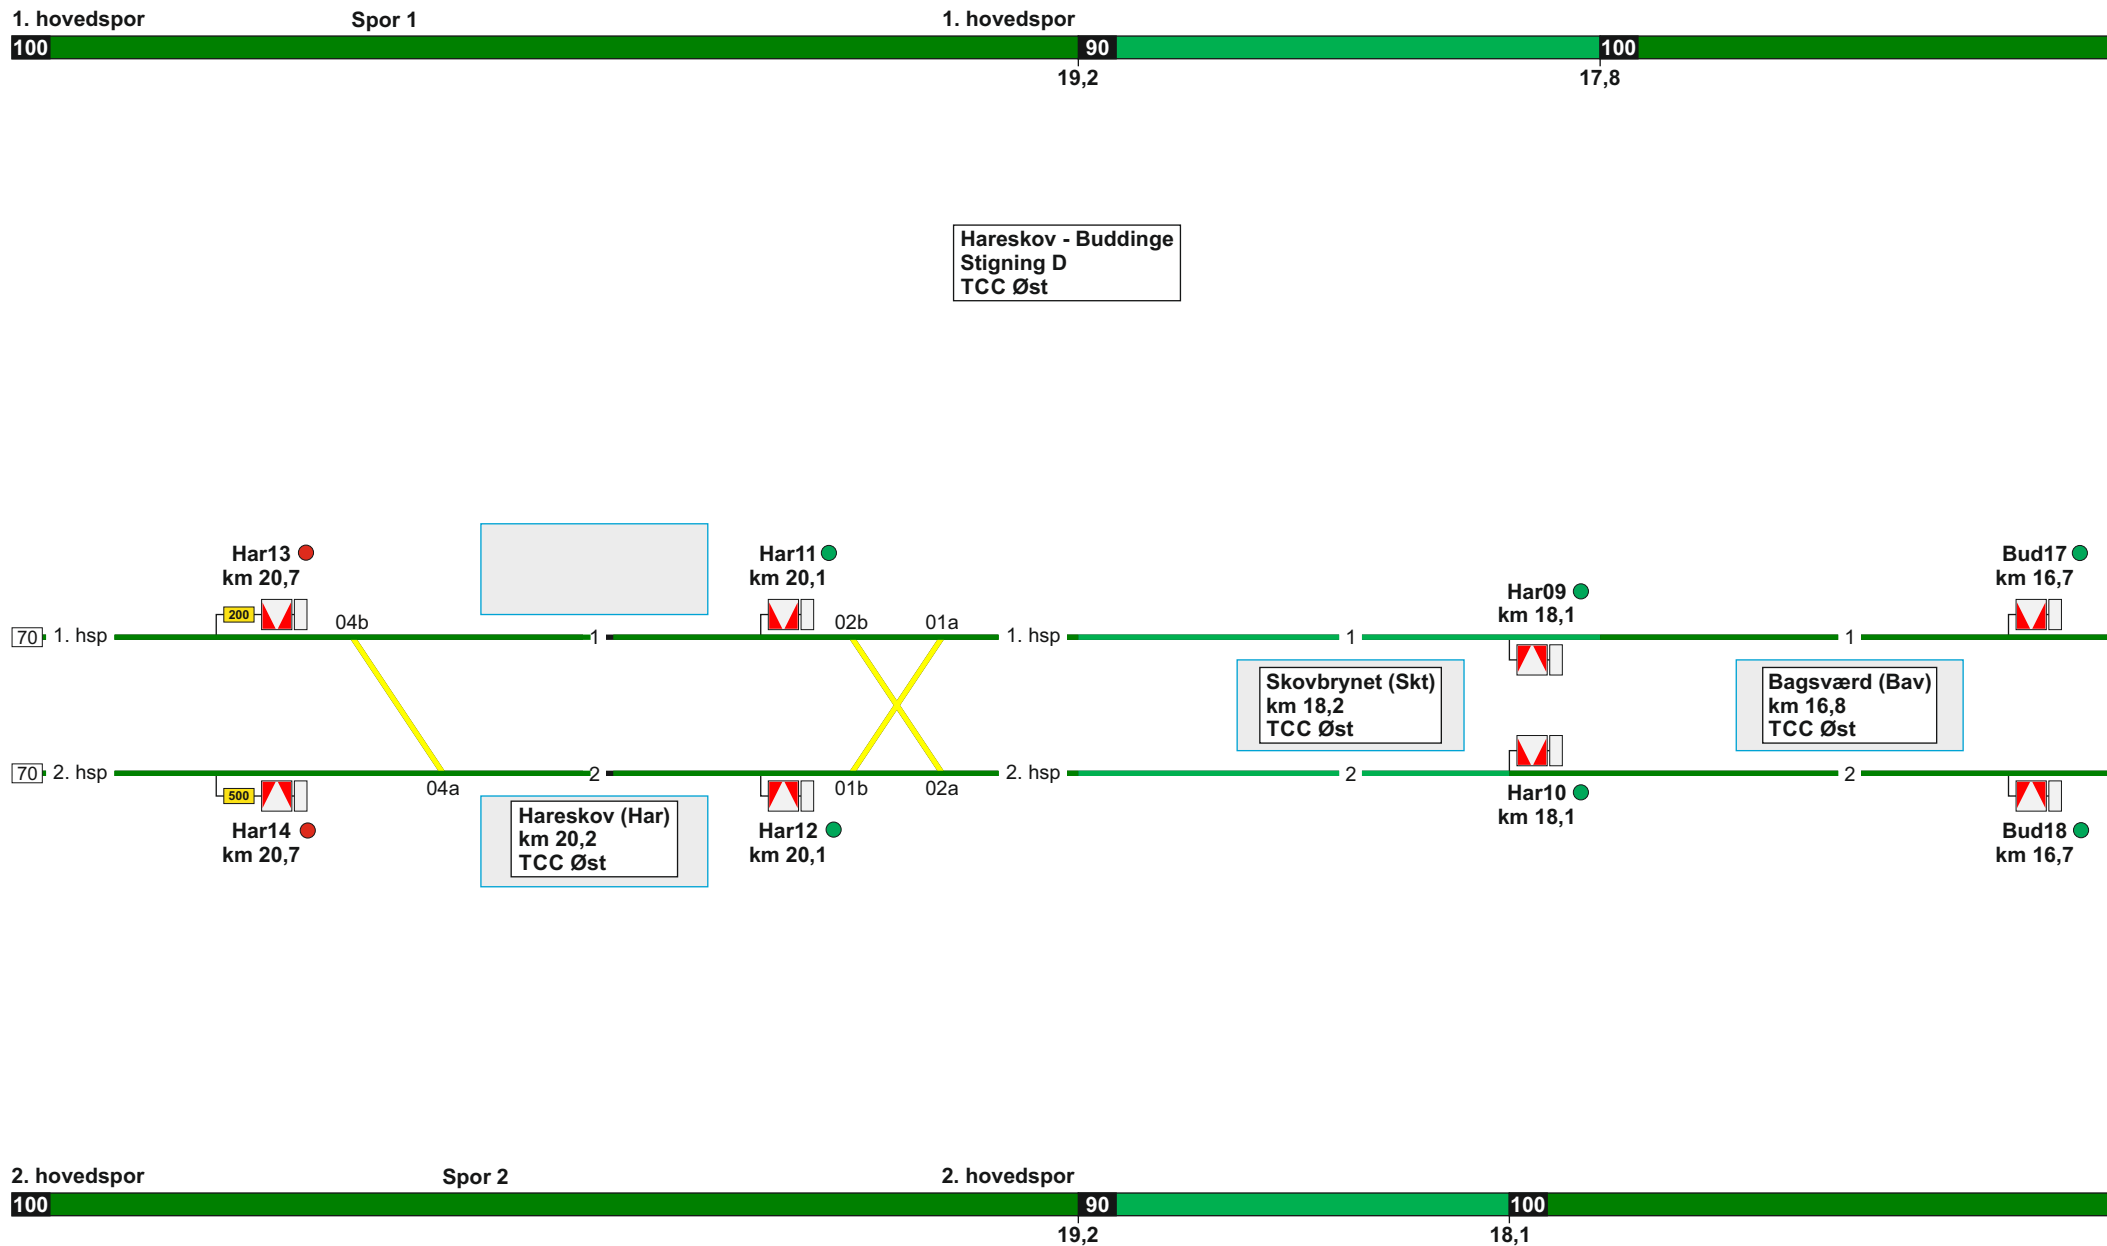 1. hovedspor
Spor 1
1. hovedspor
100
90
100
19,2
17,8
Hareskov - Buddinge
Stigning D
TCC Øst
Har13
km 20,7
Har11
km 20,1
Har09
km 18,1
Bud17
km 16,7
200
04b
02b
01a
70
1. hsp
1
1. hsp
1
1
Skovbrynet (Skt)
km 18,2
TCC Øst
Bagsværd (Bav)
km 16,8
TCC Øst
70
2. hsp
2
2. hsp
2
2
500
04a
01b
02a
Har14
km 20,7
Hareskov (Har)
km 20,2
TCC Øst
Har12
km 20,1
Har10
km 18,1
Bud18
km 16,7
2. hovedspor
Spor 2
2. hovedspor
100
90
100
19,2
18,1